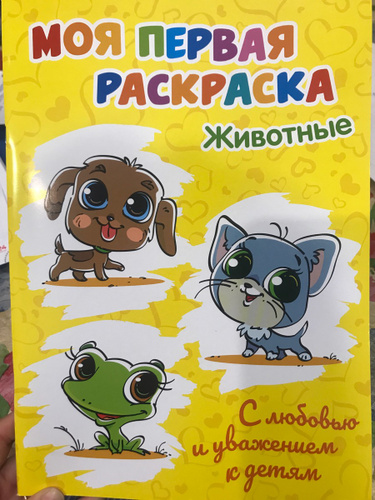 МОЯ ПЕРВАЯ
РАСКРАСКА
Животные
С любовью
и уважением
к детям